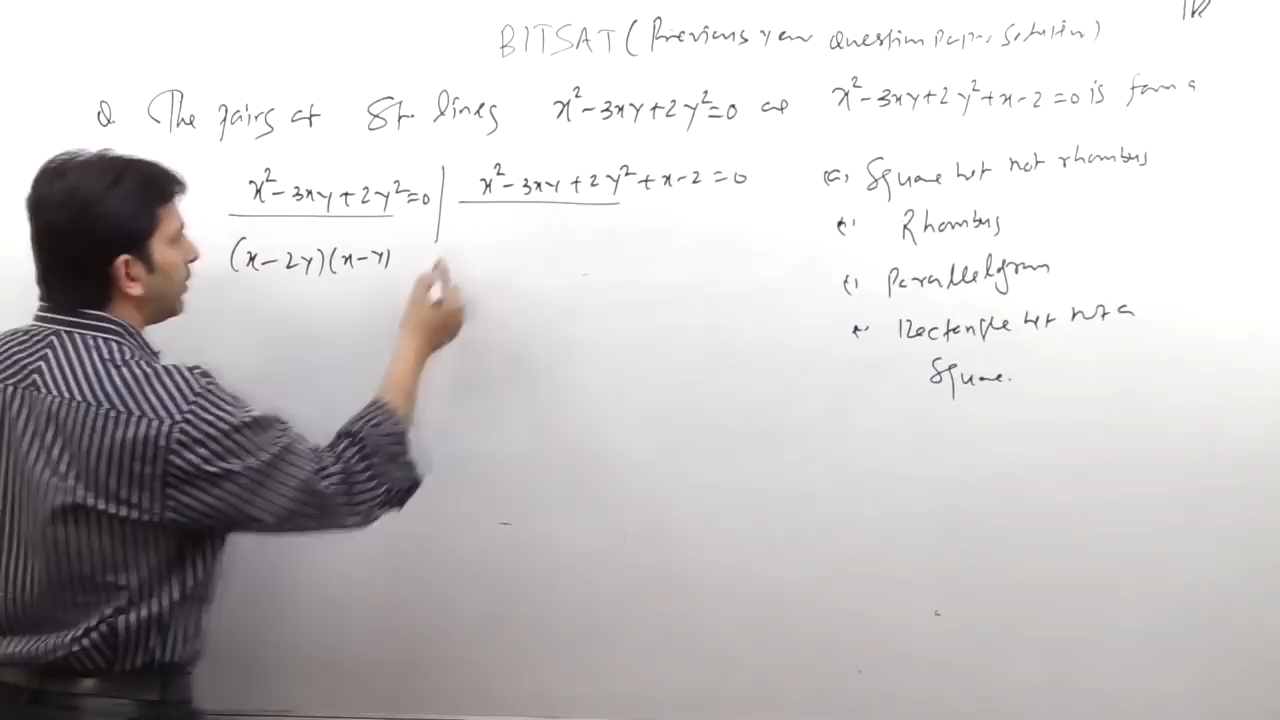 BITSAT (Previous year Question Paper Solution)
Q. The pairs of St. lines x²-3xy+2y²=0 and x²-3xy+2y²+x-2=0 is form a
x²-3xy+2y²=0 | x²-3xy+2y²+x-2=0
(x-2y)(x-y)
(a) Square but not rhombus
Rhombus
Parallelgram
Rectangle but not a
Square.